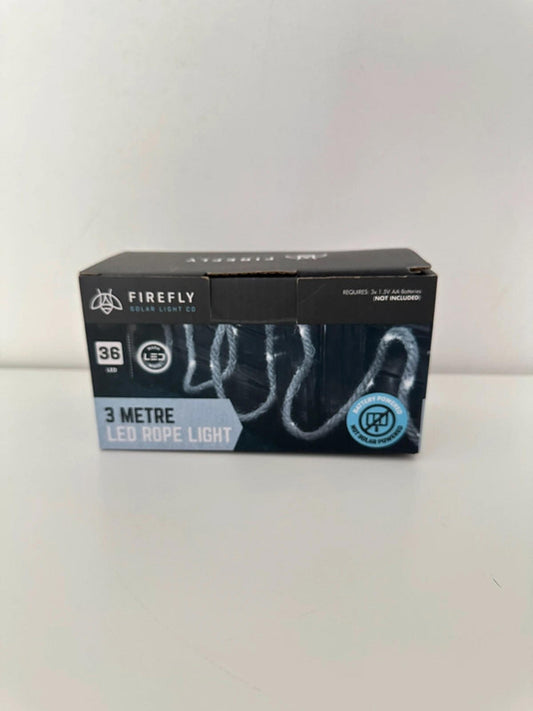 FIREFLY
FIREFLY
SOLAR LIGHT CO
REQUIRES: 3x 1.5V AA Batteries
(NOT INCLUDED)
36
LED
LED
3 METRE
LED ROPE LIGHT
BATTERY POWERED
NOT SOLAR POWERED